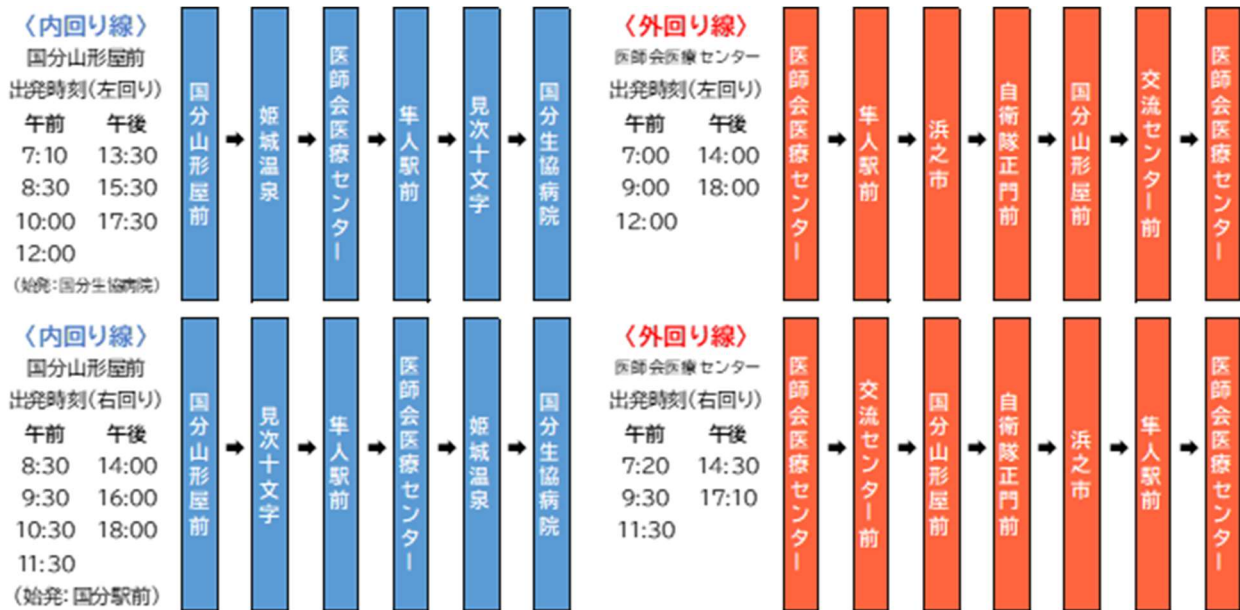 〈内回り線〉
国分山形屋前
出発時刻(左回り)
午前 午後
7:10 13:30
8:30 15:30
10:00 17:30
12:00
(始発:国分生協病院)
国分山形屋前
➡
姫城温泉
➡
医師会医療センター
➡
隼人駅前
➡
見次十文字
➡
国分生協病院
〈外回り線〉
医師会医療センター
出発時刻(左回り)
午前 午後
7:00 14:00
9:00 18:00
12:00
医師会医療センター
➡
隼人駅前
➡
浜之市
➡
自衛隊正門前
➡
国分山形屋前
➡
交流センター前
➡
医師会医療センター
〈内回り線〉
国分山形屋前
出発時刻(右回り)
午前 午後
8:30 14:00
9:30 16:00
10:30 18:00
11:30
(始発:国分駅前)
国分山形屋前
➡
見次十文字
➡
隼人駅前
➡
医師会医療センター
➡
姫城温泉
➡
国分生協病院
〈外回り線〉
医師会医療センター
出発時刻(右回り)
午前 午後
7:20 14:30
9:30 17:10
11:30
医師会医療センター
➡
交流センター前
➡
国分山形屋前
➡
自衛隊正門前
➡
浜之市
➡
隼人駅前
➡
医師会医療センター